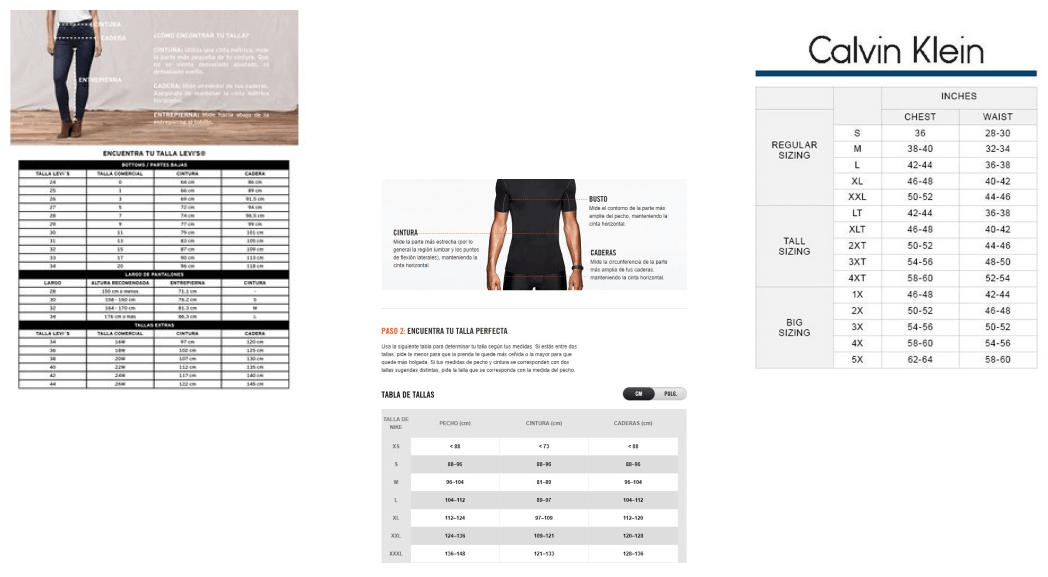 CINTURA
CADERA
ENTREPIERNA
¿CÓMO ENCONTRAR TU TALLA?
CINTURA: Utiliza una cinta métrica, mide
la parte más pequeña de tu cintura. Que
no se sienta demasiado ajustado, ni
demasiado suelto.
CADERA: Mide alrededor de tus caderas.
Asegúrate de mantener la cinta métrica
horizontal.
ENTREPIERNA: Mide hacia abajo de la
entrepierna al tobillo.
ENCUENTRA TU TALLA LEVI'S®
BOTTOMS / PARTES BAJAS
TALLA LEVI´S TALLA COMERCIAL CINTURA CADERA
24 0 64 cm 86 cm
25 1 66 cm 89 cm
26 3 69 cm 91,5 cm
27 5 72 cm 94 cm
28 7 74 cm 96,5 cm
29 9 77 cm 99 cm
30 11 79 cm 101 cm
31 13 83 cm 105 cm
32 15 87 cm 109 cm
33 17 90 cm 113 cm
34 20 96 cm 118 cm
LARGO DE PANTALONES
LARGO ALTURA RECOMENDADA ENTREPIERNA CINTURA
28 150 cm o menos 71.1 cm -
30 158 - 160 cm 76.2 cm S
32 164 - 170 cm 81.3 cm M
34 176 cm o mas 86.3 cm L
TALLAS EXTRAS
TALLA LEVI´S TALLA COMERCIAL CINTURA CADERA
34 16W 97 cm 120 cm
36 18W 102 cm 125 cm
38 20W 107 cm 130 cm
40 22W 112 cm 135 cm
42 24W 117 cm 140 cm
44 26W 122 cm 145 cm
BUSTO
Mide el contorno de la parte más
amplia del pecho, manteniendo la
cinta horizontal.
CINTURA
Mide la parte más estrecha (por lo
general la región lumbar y los puntos
de flexión laterales), manteniendo la
cinta horizontal.
CADERAS
Mide la circunferencia de la parte
más amplia de tus caderas,
manteniendo la cinta horizontal.
PASO 2: ENCUENTRA TU TALLA PERFECTA
Usa la siguiente tabla para determinar tu talla según tus medidas. Si estás entre dos
tallas, pide la menor para que la prenda te quede más ceñida o la mayor para que
quede más holgada. Si tus medidas de pecho y cintura se corresponden con dos
tallas sugeridas distintas, pide la talla que se corresponda con la medida del pecho.
TABLA DE TALLAS
CM PULG.
TALLA DE
NIKE
PECHO (cm) CINTURA (cm) CADERAS (cm)
XS < 88 < 73 < 88
S 88–96 88–96 88–96
M 96–104 81–89 96–104
L 104–112 89–97 104–112
XL 112–124 97–109 112–120
XXL 124–136 109–121 120–128
XXXL 136–148 121–133 128–136
Calvin Klein
INCHES
CHEST WAIST
REGULAR
SIZING
S 36 28-30
M 38-40 32-34
L 42-44 36-38
XL 46-48 40-42
XXL 50-52 44-46
TALL
SIZING
LT 42-44 36-38
XLT 46-48 40-42
2XT 50-52 44-46
3XT 54-56 48-50
4XT 58-60 52-54
BIG
SIZING
1X 46-48 42-44
2X 50-52 46-48
3X 54-56 50-52
4X 58-60 54-56
5X 62-64 58-60